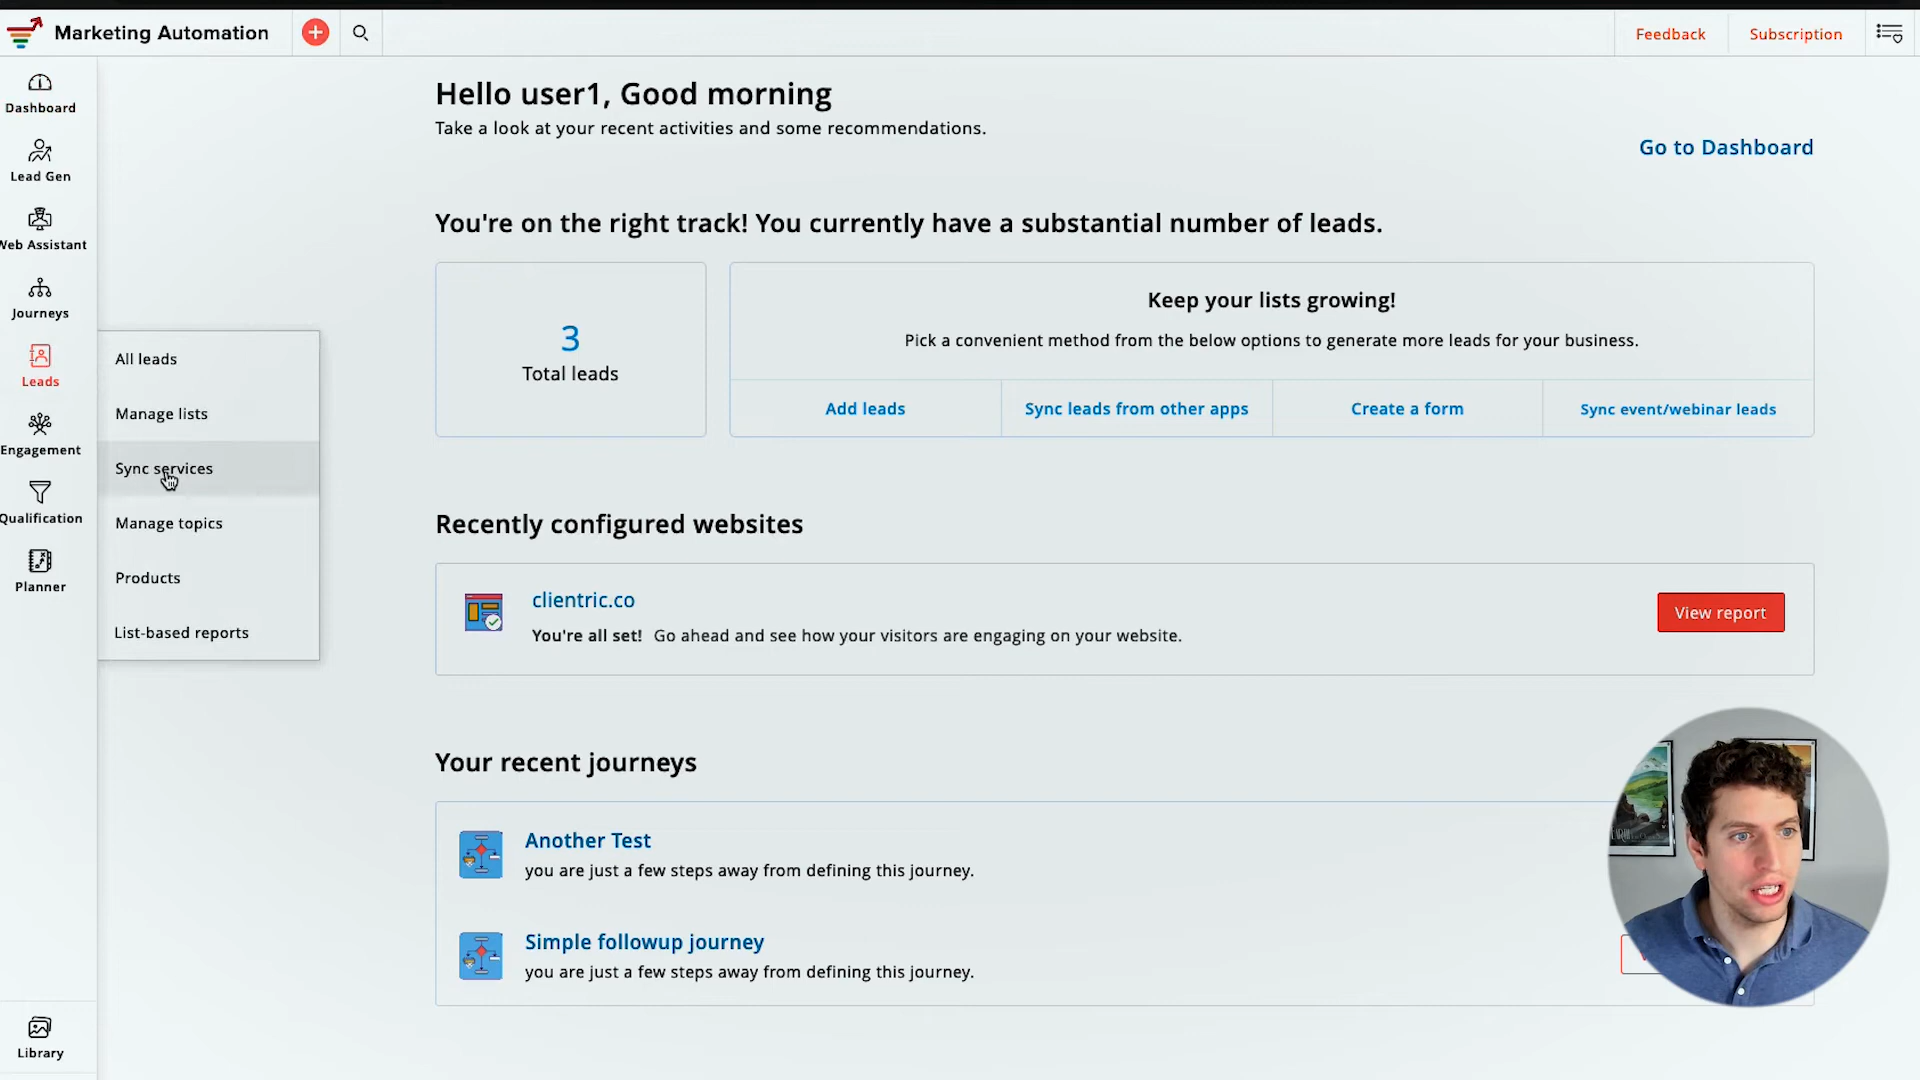 Marketing Automation
Feedback
Subscription
Dashboard
Lead Gen
Web Assistant
Journeys
Leads
Engagement
Qualification
Planner
Library
All leads
Manage lists
Sync services
Manage topics
Products
List-based reports
Hello user1, Good morning
Take a look at your recent activities and some recommendations.
Go to Dashboard
You're on the right track! You currently have a substantial number of leads.
3
Total leads
Keep your lists growing!
Pick a convenient method from the below options to generate more leads for your business.
Add leads
Sync leads from other apps
Create a form
Sync event/webinar leads
Recently configured websites
clientric.co
You're all set! Go ahead and see how your visitors are engaging on your website.
View report
Your recent journeys
Another Test
you are just a few steps away from defining this journey.
Simple followup journey
you are just a few steps away from defining this journey.